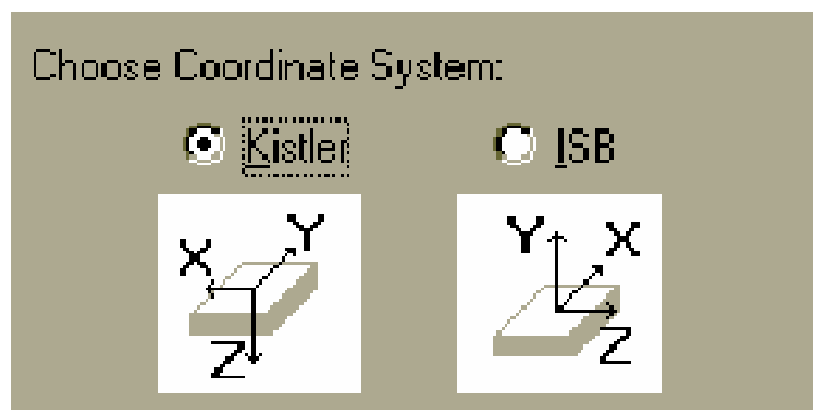 Choose Coordinate System:
Kistler ISB
X Y Y X
Z Z